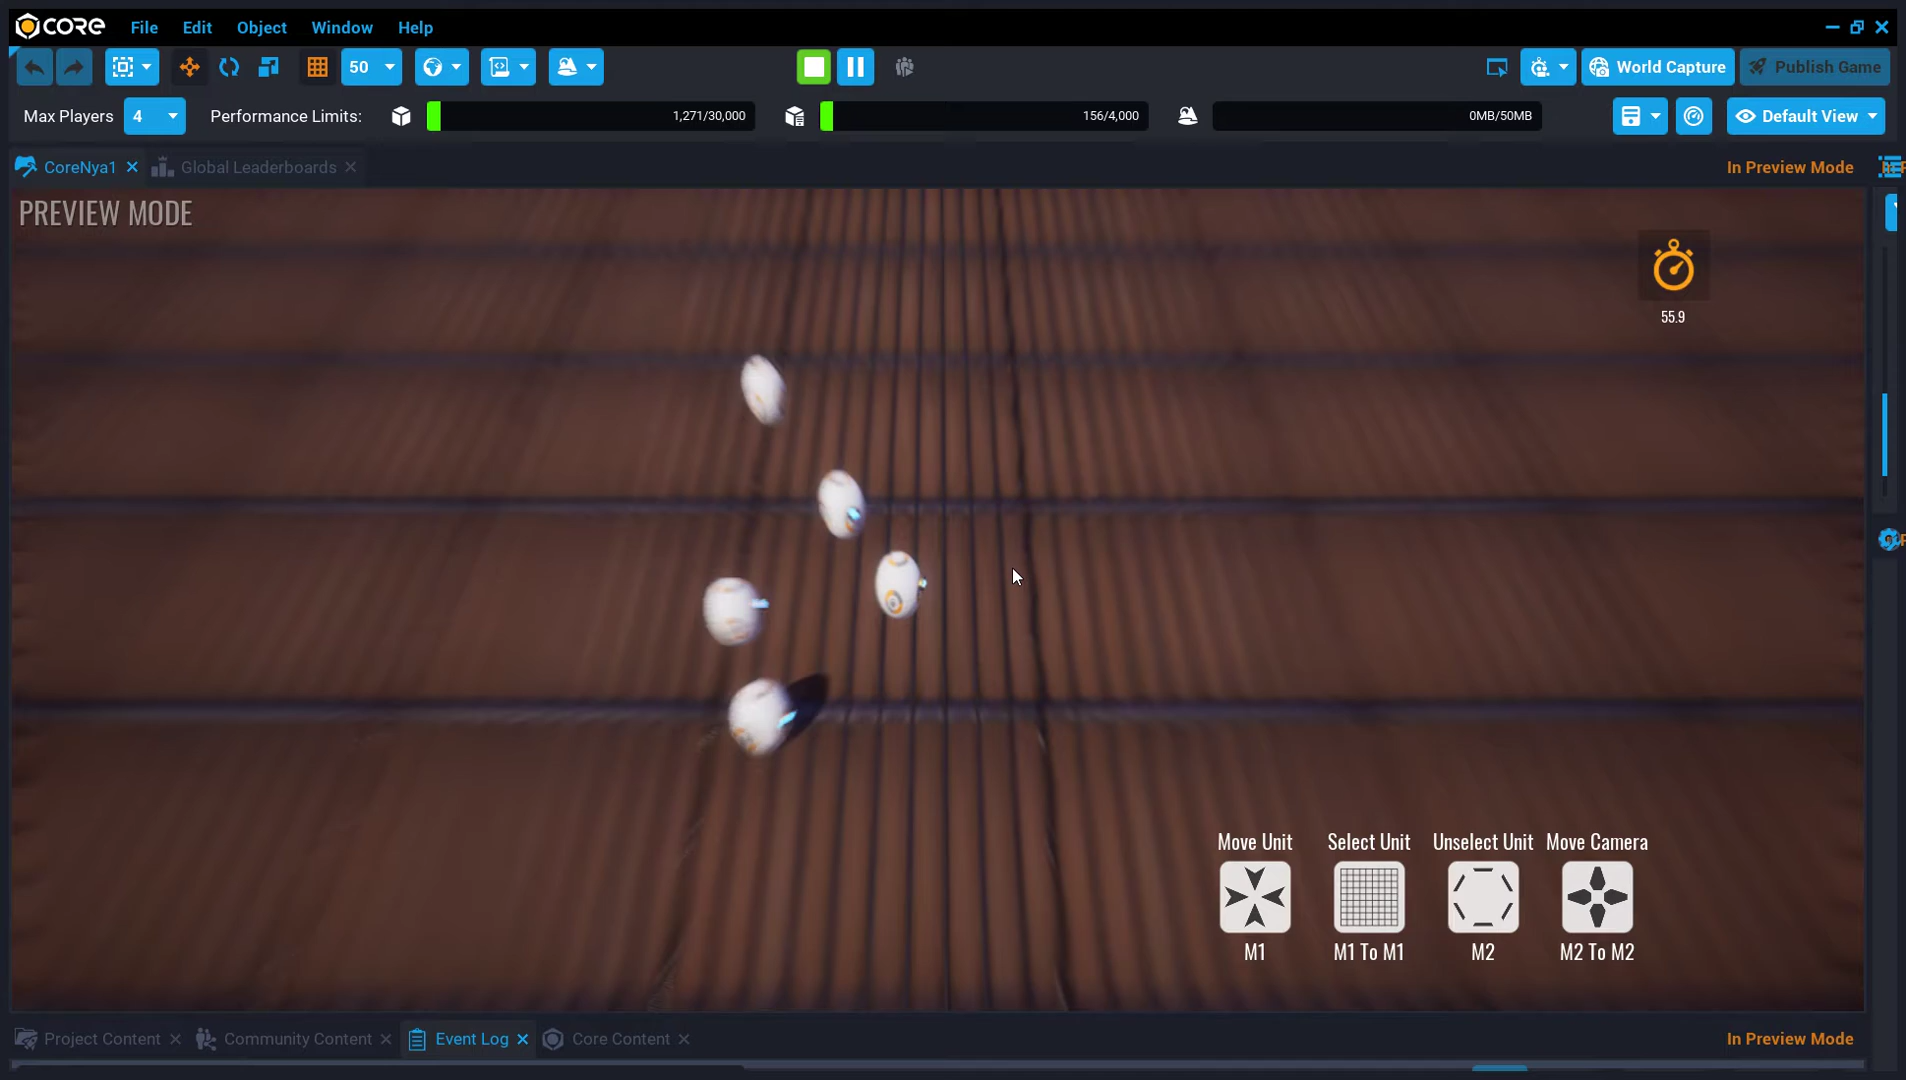 CORE File Edit Object Window Help
50 World Capture Publish Game
Max Players 4 Performance Limits: 1,271/30,000 156/4,000 0MB/50MB Default View
CoreNya1 Global Leaderboards In Preview Mode
PREVIEW MODE
55.9
Move Unit Select Unit Unselect Unit Move Camera
M1 M1 To M1 M2 M2 To M2
Project Content Community Content Event Log Core Content In Preview Mode